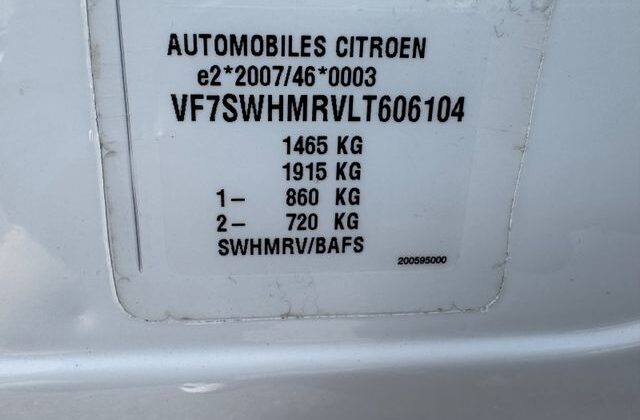 AUTOMOBILES CITROEN
e2*2007/46*0003
VF7SWHMRVLT606104
1465 KG
1915 KG
1- 860 KG
2- 720 KG
SWHMRV/BAFS
200595000